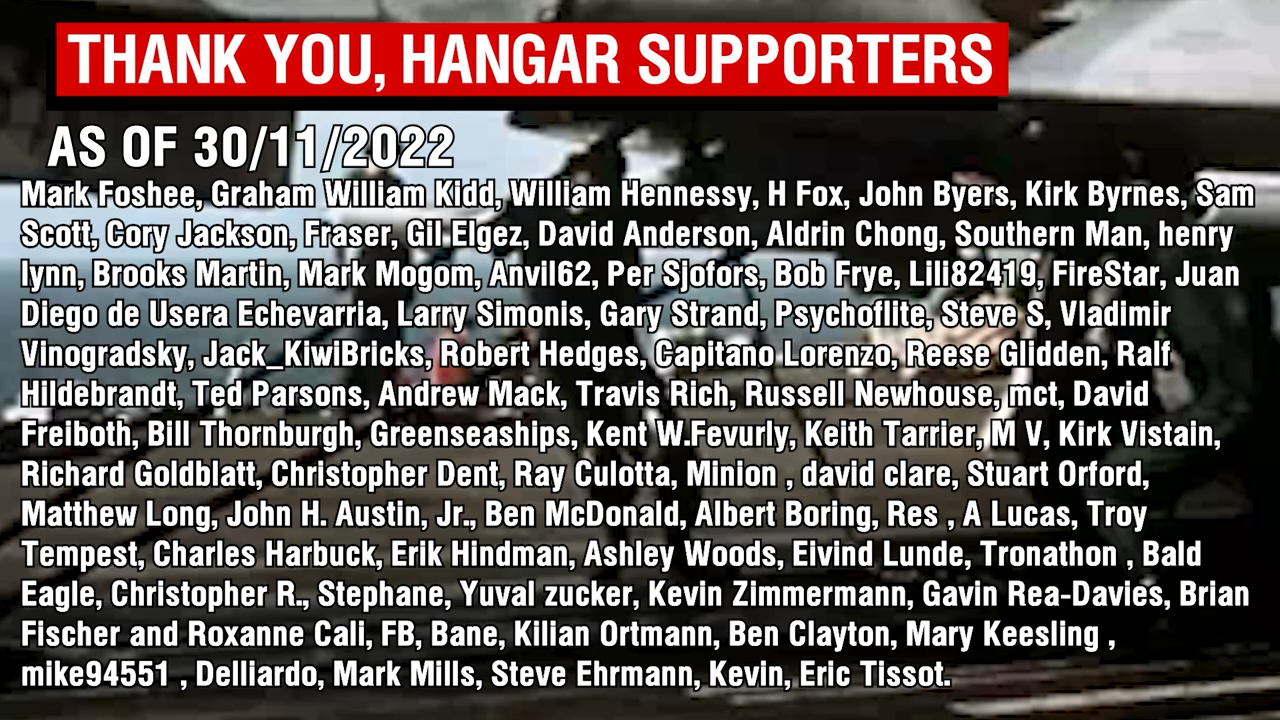 THANK YOU, HANGAR SUPPORTERS
AS OF 30/11/2022
Mark Foshee, Graham William Kidd, William Hennessy, H Fox, John Byers, Kirk Byrnes, Sam
Scott, Cory Jackson, Fraser, Gil Elgez, David Anderson, Aldrin Chong, Southern Man, henry
lynn, Brooks Martin, Mark Mogom, Anvil62, Per Sjofors, Bob Frye, Lili82419, FireStar, Juan
Diego de Usera Echevarria, Larry Simonis, Gary Strand, Psychoflite, Steve S, Vladimir
Vinogradsky, Jack_KiwiBricks, Robert Hedges, Capitano Lorenzo, Reese Glidden, Ralf
Hildebrandt, Ted Parsons, Andrew Mack, Travis Rich, Russell Newhouse, mct, David
Freiboth, Bill Thornburgh, Greenseaships, Kent W.Fevurly, Keith Tarrier, M V, Kirk Vistain,
Richard Goldblatt, Christopher Dent, Ray Culotta, Minion , david clare, Stuart Orford,
Matthew Long, John H. Austin, Jr., Ben McDonald, Albert Boring, Res , A Lucas, Troy
Tempest, Charles Harbuck, Erik Hindman, Ashley Woods, Eivind Lunde, Tronathon , Bald
Eagle, Christopher R., Stephane, Yuval zucker, Kevin Zimmermann, Gavin Rea-Davies, Brian
Fischer and Roxanne Cali, FB, Bane, Kilian Ortmann, Ben Clayton, Mary Keesling ,
mike94551 , Delliardo, Mark Mills, Steve Ehrmann, Kevin, Eric Tissot.